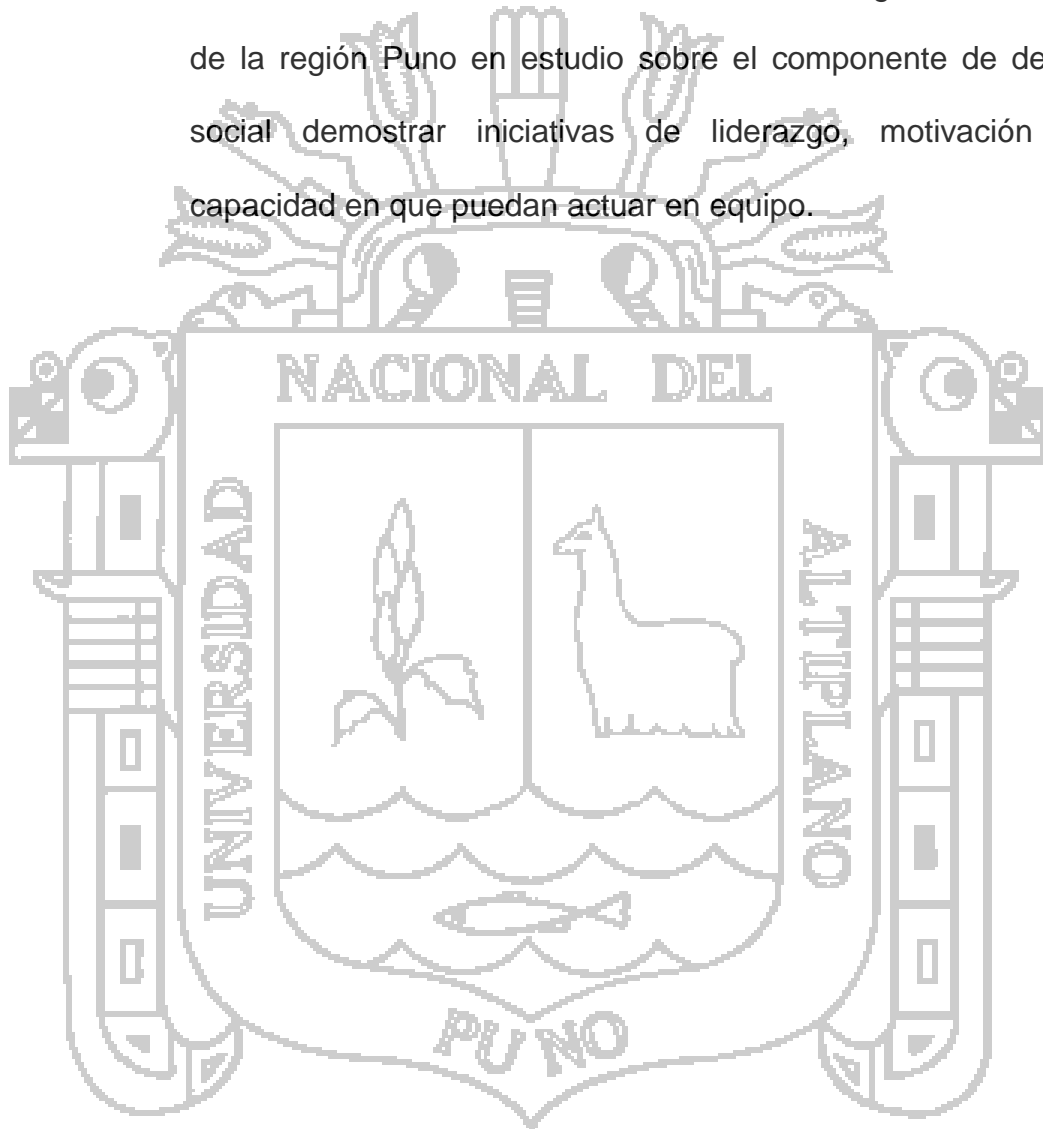 de la región Puno en estudio sobre el componente de de
social demostrar iniciativas de liderazgo, motivación
capacidad en que puedan actuar en equipo.
NACIONAL DEL
UNIVERSIDAD
ALTIPLANO
PUNO